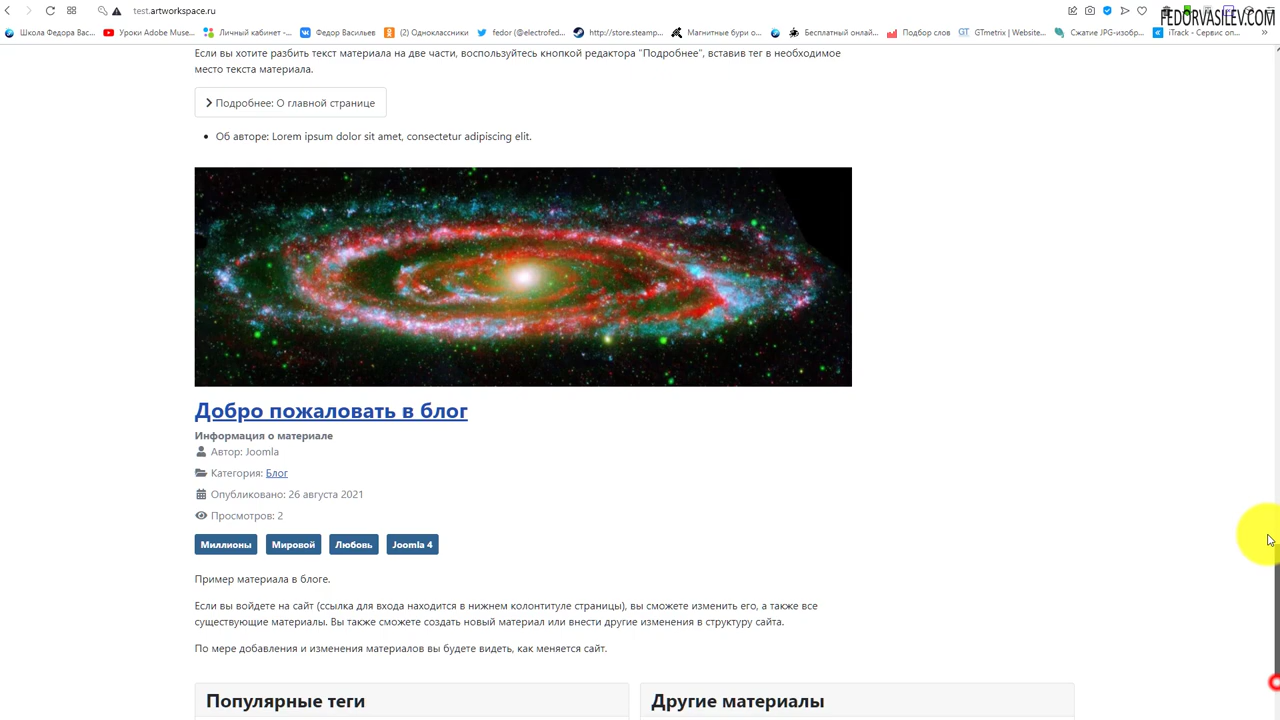 test.artworkspace.ru
FEDORVASILEV.COM
Школа Федора Вас... Уроки Adobe Muse... Личный кабинет -... Федор Васильев (2) Одноклассники fedor (@electrofed... http://store.steamp... Магнитные бури о... Бесплатный онлай... Подбор слов GT GTmetrix | Website... Сжатие JPG-изобр... iTrack - Сервис оп...
Если вы хотите разбить текст материала на две части, воспользуйтесь кнопкой редактора "Подробнее", вставив тег в необходимое
место текста материала.
Подробнее: О главной странице
Об авторе: Lorem ipsum dolor sit amet, consectetur adipiscing elit.
Добро пожаловать в блог
Информация о материале
Автор: Joomla
Категория: Блог
Опубликовано: 26 августа 2021
Просмотров: 2
Миллионы Мировой Любовь Joomla 4
Пример материала в блоге.
Если вы войдете на сайт (ссылка для входа находится в нижнем колонтитуле страницы), вы сможете изменить его, а также все
существующие материалы. Вы также сможете создать новый материал или внести другие изменения в структуру сайта.
По мере добавления и изменения материалов вы будете видеть, как меняется сайт.
Популярные теги Другие материалы